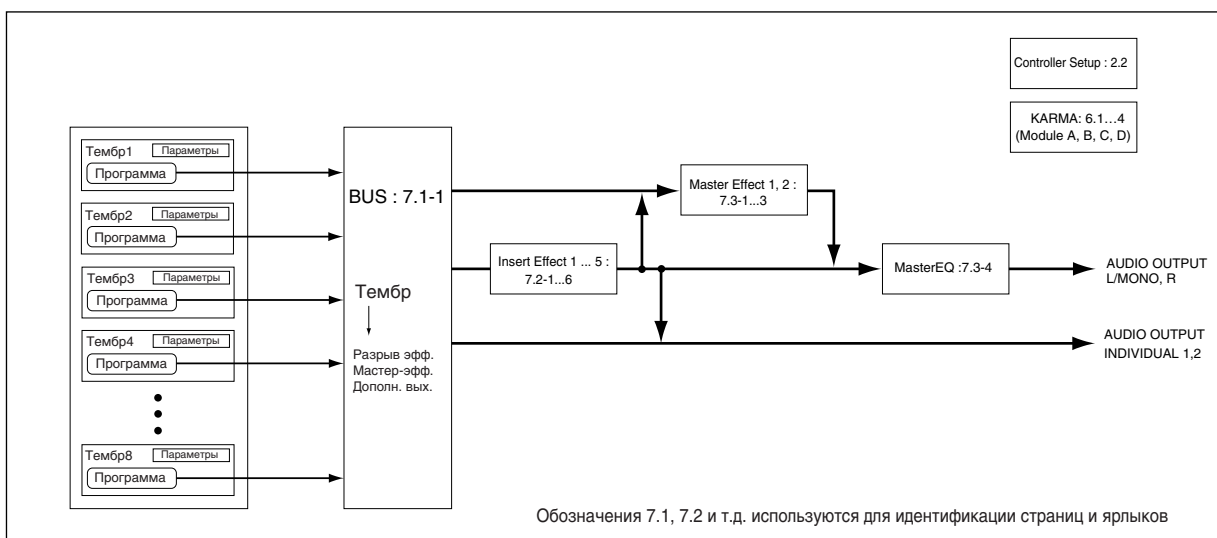 Controller Setup : 2.2
KARMA: 6.1...4
(Module A, B, C, D)
Тембр1 Параметры
Программа
Тембр2 Параметры
Программа
Тембр3 Параметры
Программа
Тембр4 Параметры
Программа
Тембр8 Параметры
Программа
BUS : 7.1-1
Тембр
Разрыв эфф.
Мастер-эфф.
Дополн. вых.
Insert Effect 1 ... 5 :
7.2-1...6
Master Effect 1, 2 :
7.3-1...3
MasterEQ :7.3-4
AUDIO OUTPUT
L/MONO, R
AUDIO OUTPUT
INDIVIDUAL 1,2
Обозначения 7.1, 7.2 и т.д. используются для идентификации страниц и ярлыков